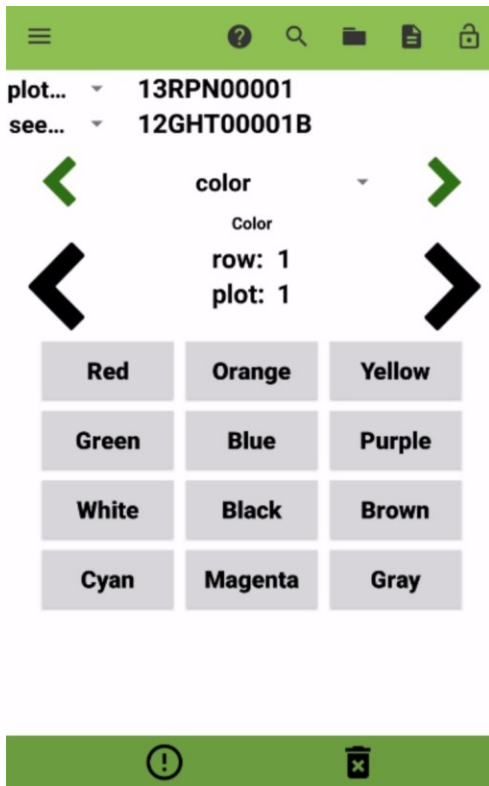 plot... 13RPN00001
see... 12GHT00001B
color
Color
row: 1
plot: 1
Red Orange Yellow
Green Blue Purple
White Black Brown
Cyan Magenta Gray